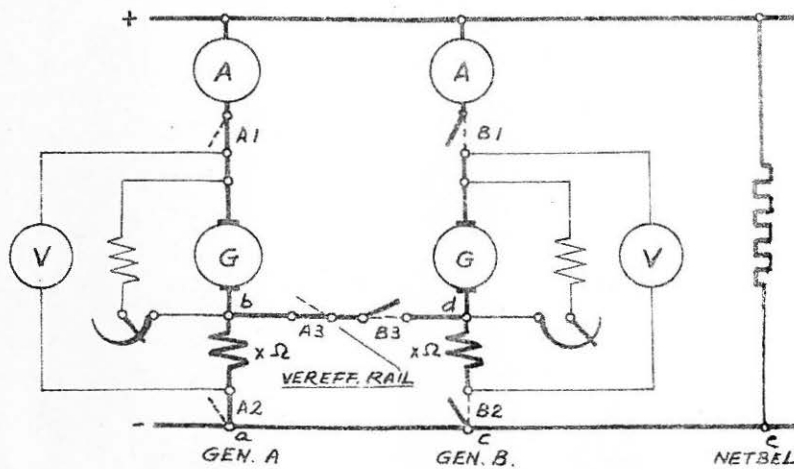 +
A A
A1 B1
V G G V
b d
A3 B3
x Ω x Ω
VEREFF. RAIL
A2 B2
-
a c e
GEN. A GEN. B. NETBEL